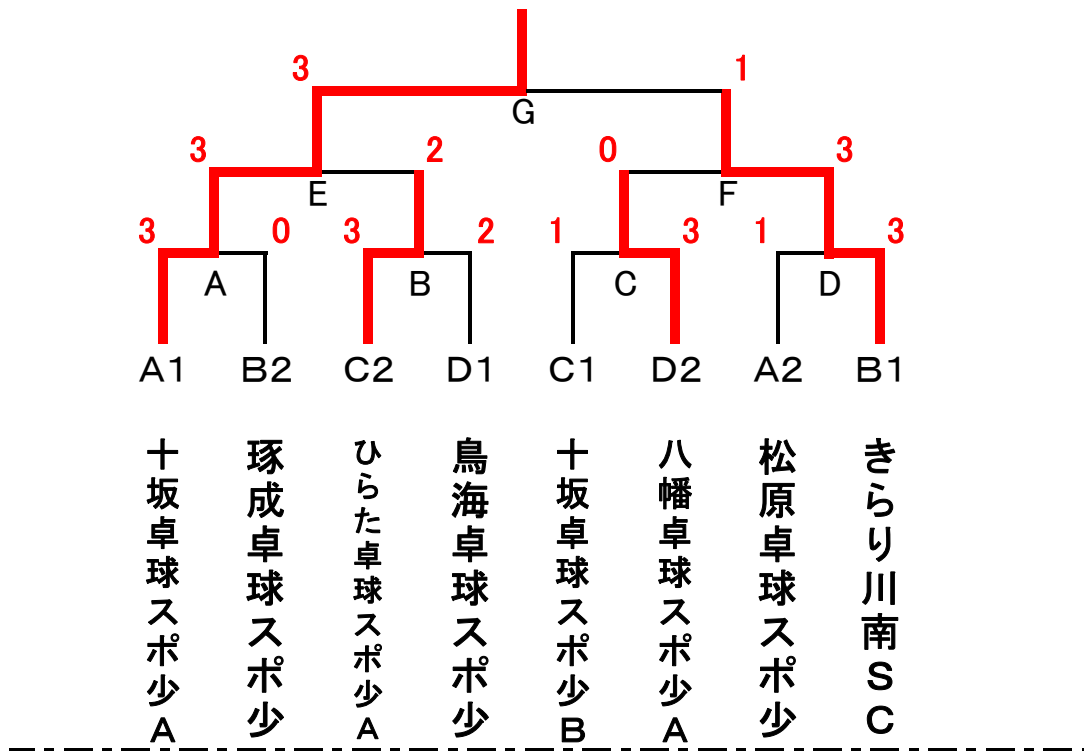 3 1
G
3 2 0 3
E F
3 0 3 2 1 3 1 3
A B C D
A1 B2 C2 D1 C1 D2 A2 B1
十坂卓球スポ少A
琢成卓球スポ少
ひらた卓球スポ少A
鳥海卓球スポ少
十坂卓球スポ少B
八幡卓球スポ少A
松原卓球スポ少
きらり川南SC